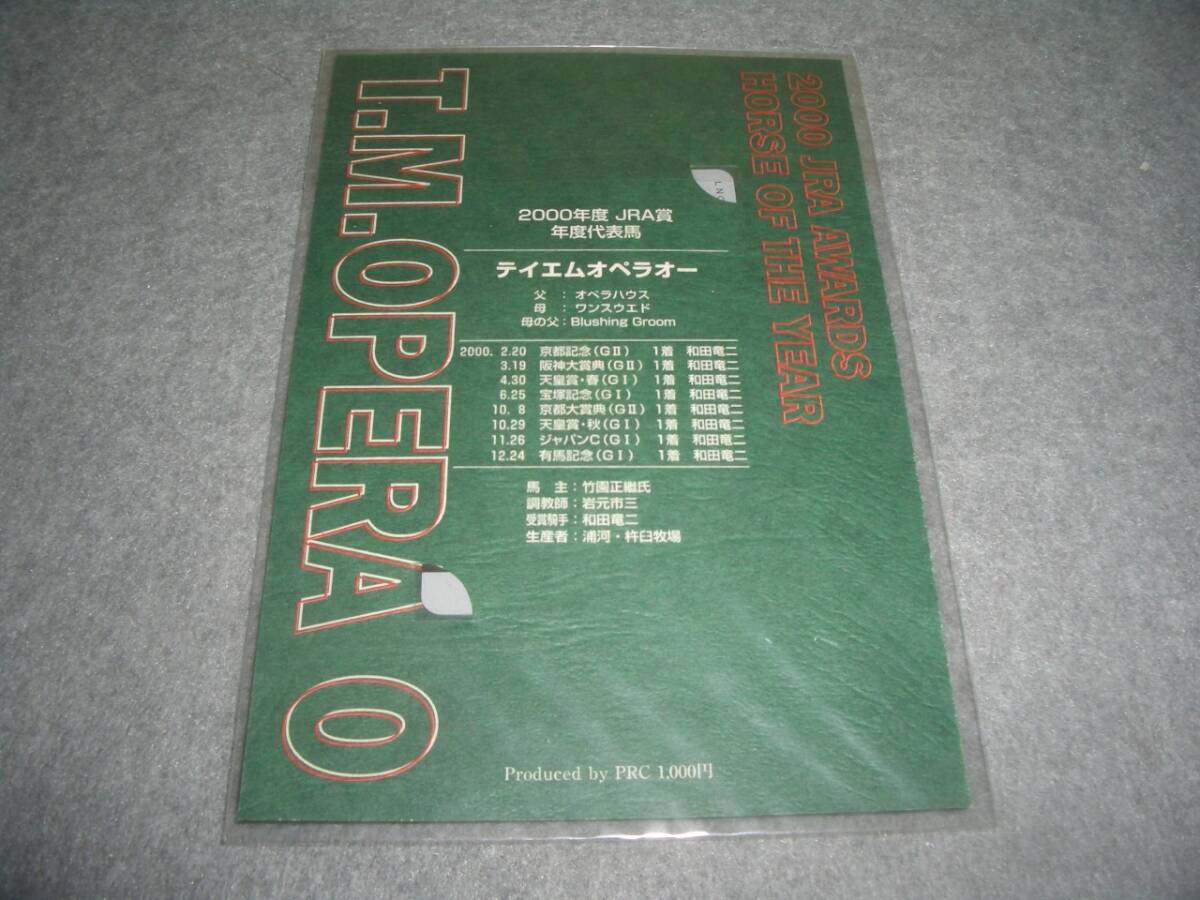 2000 JRA AWARDS
HORSE OF THE YEAR
T.M.OPERA O
2000年度 JRA賞
年度代表馬
テイエムオペラオー
父 : オペラハウス
母 : ワンスウエド
母の父 : Blushing Groom
2000. 2.20 京都記念(GⅡ) 1着 和田竜二
3.19 阪神大賞典(GⅡ) 1着 和田竜二
4.30 天皇賞・春(GⅠ) 1着 和田竜二
6.25 宝塚記念(GⅠ) 1着 和田竜二
10. 8 京都大賞典(GⅡ) 1着 和田竜二
10.29 天皇賞・秋(GⅠ) 1着 和田竜二
11.26 ジャパンC(GⅠ) 1着 和田竜二
12.24 有馬記念(GⅠ) 1着 和田竜二
馬 主 : 竹園正繼氏
調教師 : 岩元市三
受賞騎手 : 和田竜二
生産者 : 浦河・杵臼牧場
Produced by PRC 1,000円